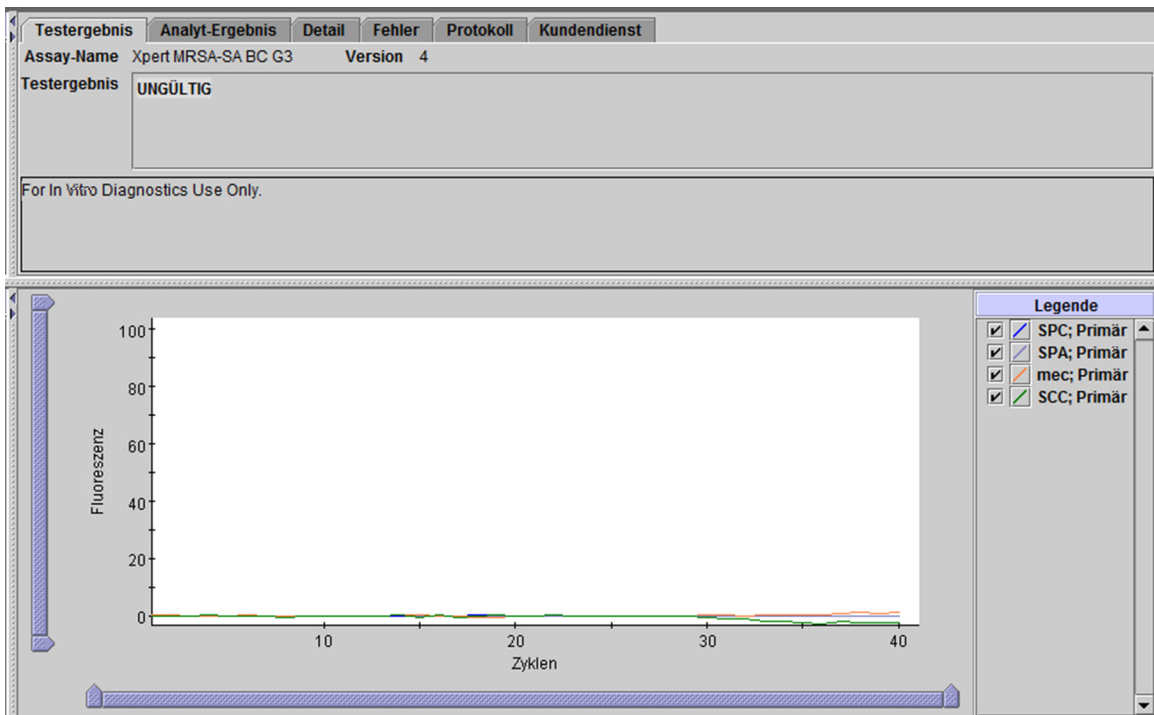 Testergebnis Analyt-Ergebnis Detail Fehler Protokoll Kundendienst
Assay-Name Xpert MRSA-SA BC G3 Version 4
Testergebnis UNGÜLTIG
For In Vitro Diagnostics Use Only.
Legende
SPC; Primär
SPA; Primär
mec; Primär
SCC; Primär
Fluoreszenz
100
80
60
40
20
0
10 20 30 40
Zyklen